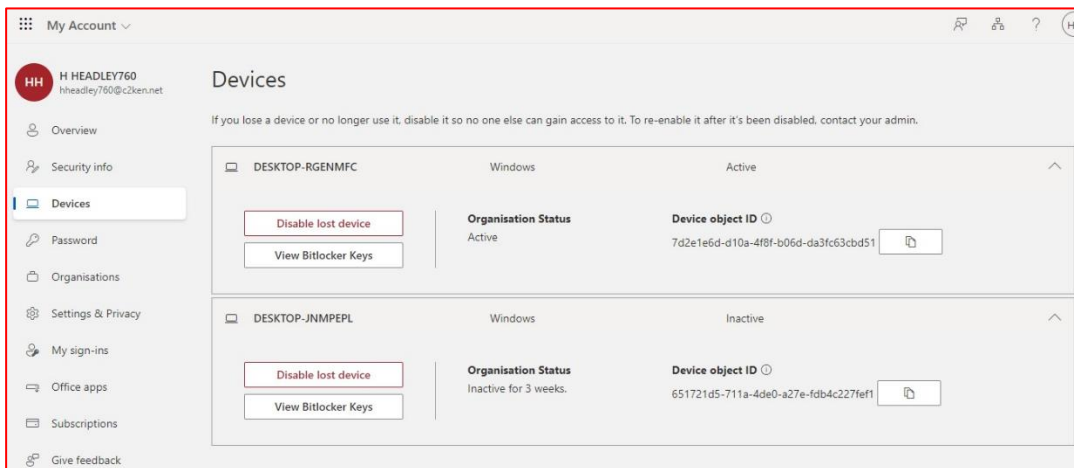 My Account
HH
H HEADLEY760
hheadley760@c2ken.net
Overview
Security info
Devices
Password
Organisations
Settings & Privacy
My sign-ins
Office apps
Subscriptions
Give feedback
Devices
If you lose a device or no longer use it, disable it so no one else can gain access to it. To re-enable it after it's been disabled, contact your admin.
DESKTOP-RGENMFC Windows Active
Disable lost device
View Bitlocker Keys
Organisation Status
Active
Device object ID
7d2e1e6d-d10a-4f8f-b06d-da3fc63cbd51
DESKTOP-JNMPEPL Windows Inactive
Disable lost device
View Bitlocker Keys
Organisation Status
Inactive for 3 weeks.
Device object ID
651721d5-711a-4de0-a27e-fdb4c227fef1